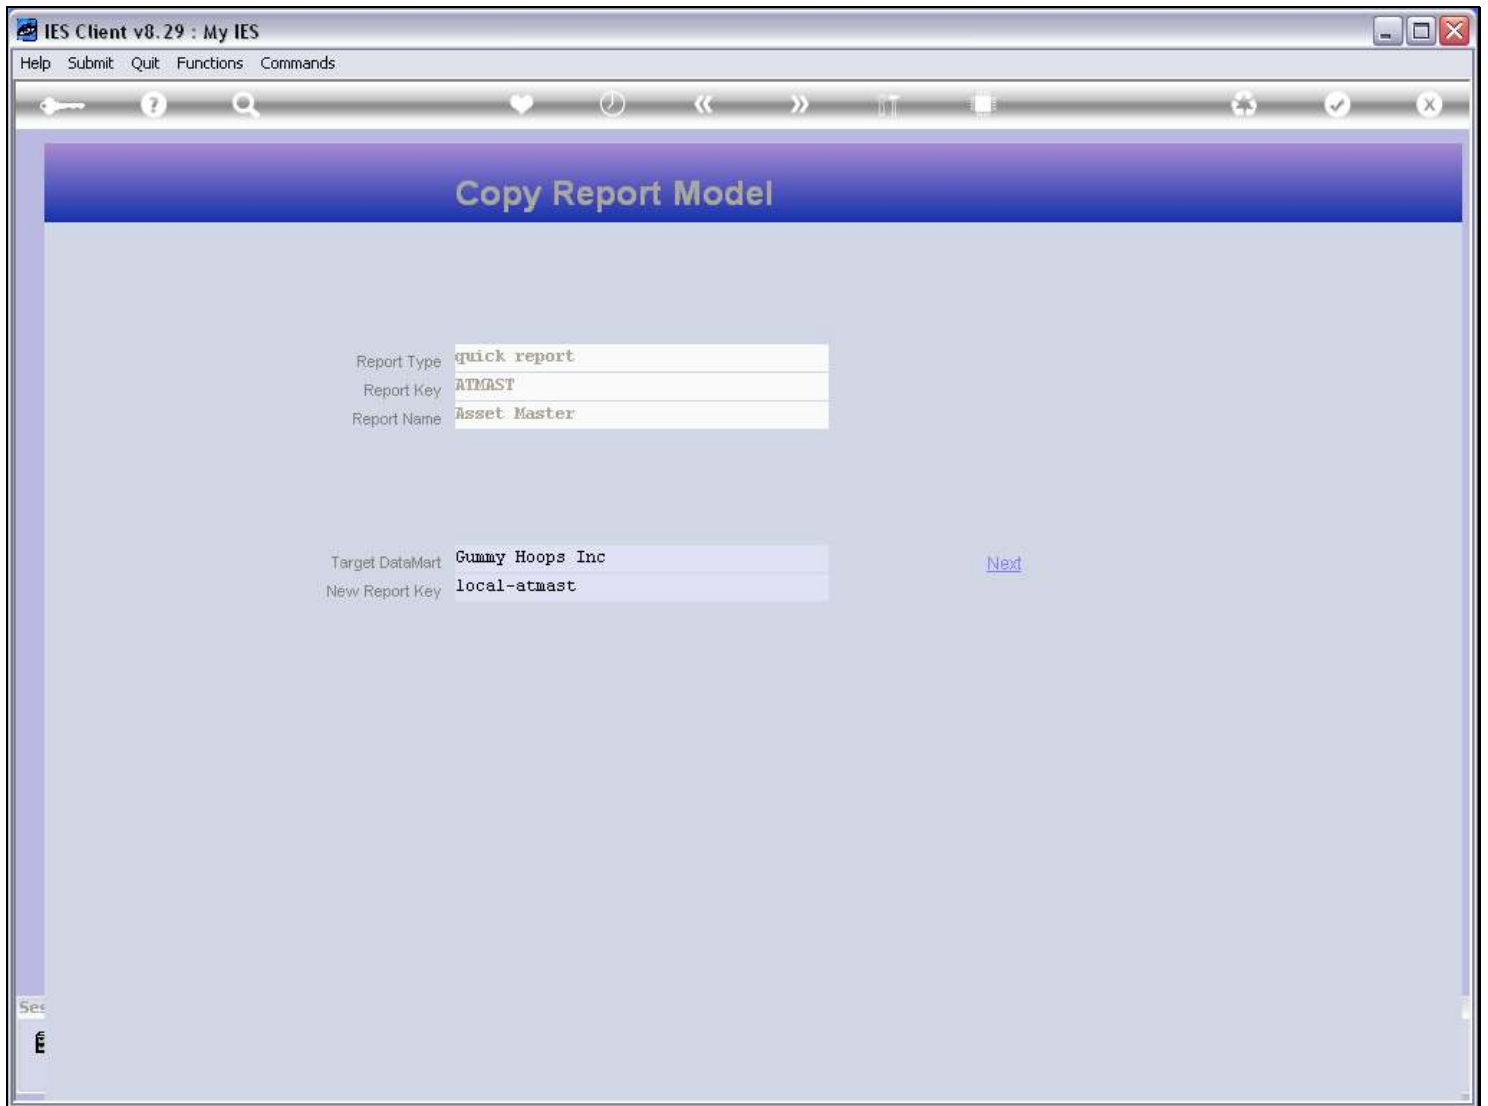 IES Client v8.29 : My IES
Help Submit Quit Functions Commands
Copy Report Model
Report Type quick report
Report Key ATMAST
Report Name Asset Master
Target DataMart Gummy Hoops Inc Next
New Report Key local-atmast
Ses